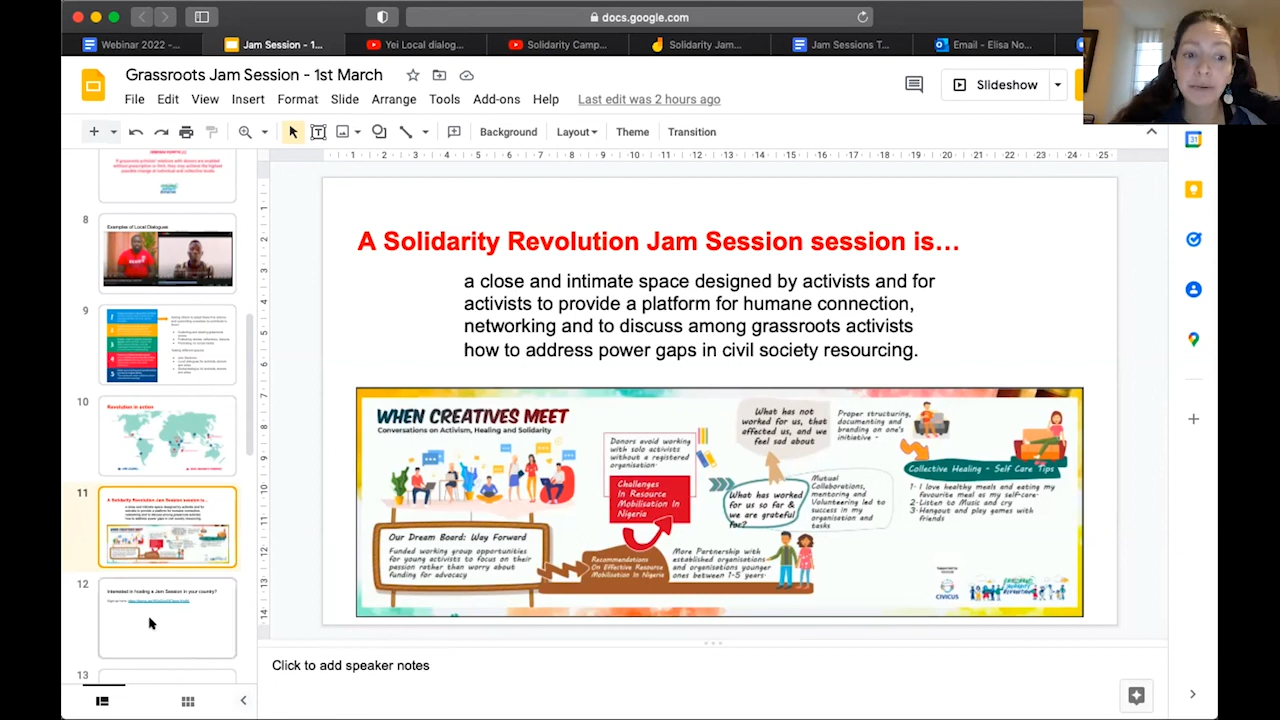 docs.google.com
Webinar 2022 -...
Jam Session - 1...
Yei Local dialog...
Solidarity Camp...
Solidarity Jam...
Jam Sessions T...
Email - Elisa No...
Grassroots Jam Session - 1st March
File Edit View Insert Format Slide Arrange Tools Add-ons Help Last edit was 2 hours ago
Slideshow
Background Layout Theme Transition
8
Examples of Local Dialogues
9
10
Revolution in action
11
A Solidarity Revolution Jam Session session is...
12
Interested in hosting a Jam Session in your country?
13
A Solidarity Revolution Jam Session session is...
a close and intimate space designed by activists and for
activists to provide a platform for humane connection
networking and to discuss among grassroots activists
how to address power gaps in civil society resourcing.
WHEN CREATIVES MEET
Conversations on Activism, Healing and Solidarity
Donors avoid working
with solo activists
without a registered
organisation.
Challenges
In Resource
Mobilisation In
Nigeria
What has not
worked for us, that
affected us, and we
feel sad about
Proper structuring,
documenting and
branding on one's
initiative -
What has worked
for us so far &
we are grateful
for?
Mutual
Collaborations,
mentoring and
Volunteering led to
success in my
organisation and
tasks
Collective Healing - Self Care Tips
1- I love healthy meals and eating my
favourite meal as my self-care-
2-Listen to Music and cry
3-Hangout and play games with
friends
Our Dream Board: Way Forward
Funded working group opportunities
for young activists to focus on their
passion rather than worry about
funding for advocacy
Recommendations
On Effective Resourse
Mobilisation In Nigeria
More Partnership with
established organisations
and organisations younger
ones between 1-5 years-
CIVICUS
Click to add speaker notes